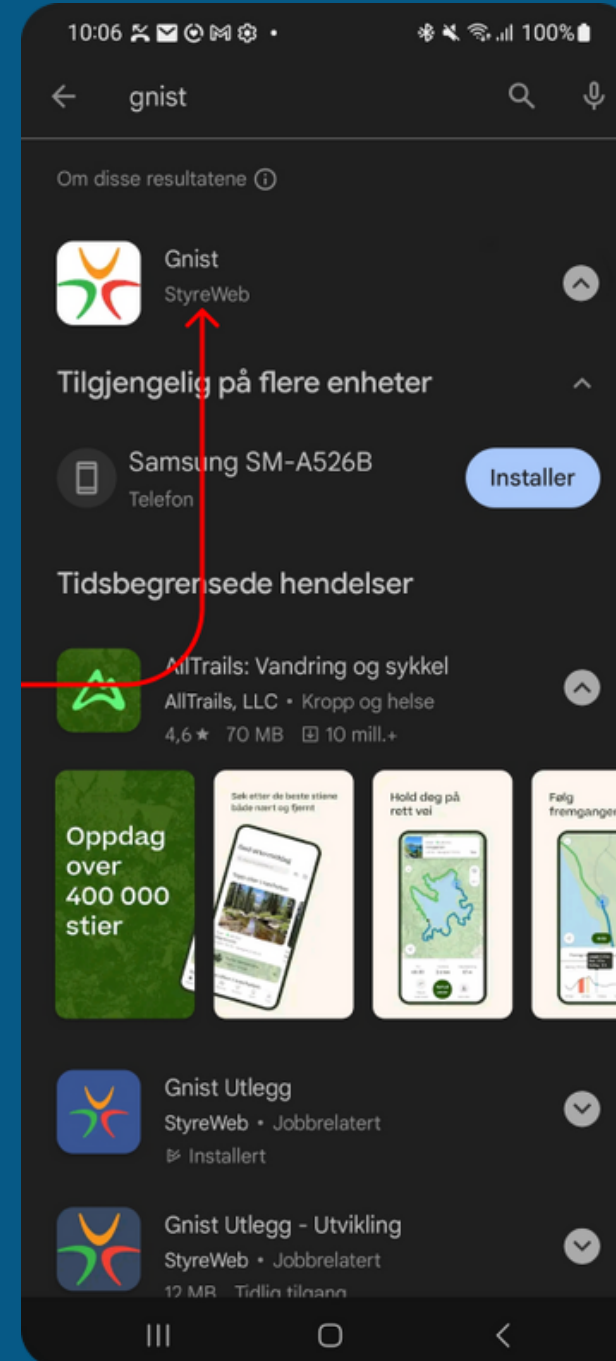 10:06
100%
gnist
Om disse resultatene
Gnist
StyreWeb
Tilgjengelig på flere enheter
Samsung SM-A526B
Telefon
Installer
Tidsbegrensede hendelser
AllTrails: Vandring og sykkel
AllTrails, LLC • Kropp og helse
4,6★ 70 MB 10 mill.+
Oppdag
over
400 000
stier
Søk etter de beste stiene
både nært og fjernt
Hold deg på
rett vei
Følg
fremganger
Gnist Utlegg
StyreWeb • Jobbrelatert
Installert
Gnist Utlegg - Utvikling
StyreWeb • Jobbrelatert
12 MB Tidlig tilgang